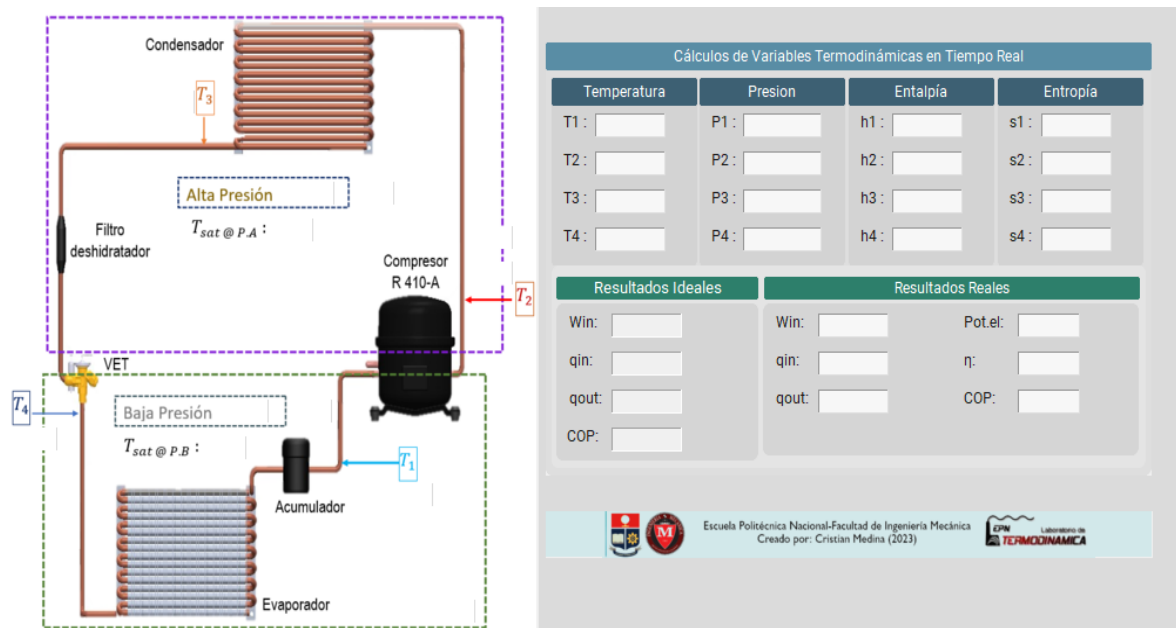 Condensador
T3
Alta Presión
Tsat @ P.A :
Filtro
deshidratador
Compresor
R 410-A
T2
VET
T4
Baja Presión
Tsat @ P.B :
T1
Acumulador
Evaporador
Cálculos de Variables Termodinámicas en Tiempo Real
Temperatura Presion Entalpía Entropía
T1 : P1 : h1 : s1 :
T2 : P2 : h2 : s2 :
T3 : P3 : h3 : s3 :
T4 : P4 : h4 : s4 :
Resultados Ideales Resultados Reales
Win: Win: Pot.el:
qin: qin: η:
qout: qout: COP:
COP:
Escuela Politécnica Nacional-Facultad de Ingeniería Mecánica
Creado por: Cristian Medina (2023)
M
EPN Laboratorio de
TERMODINAMICA